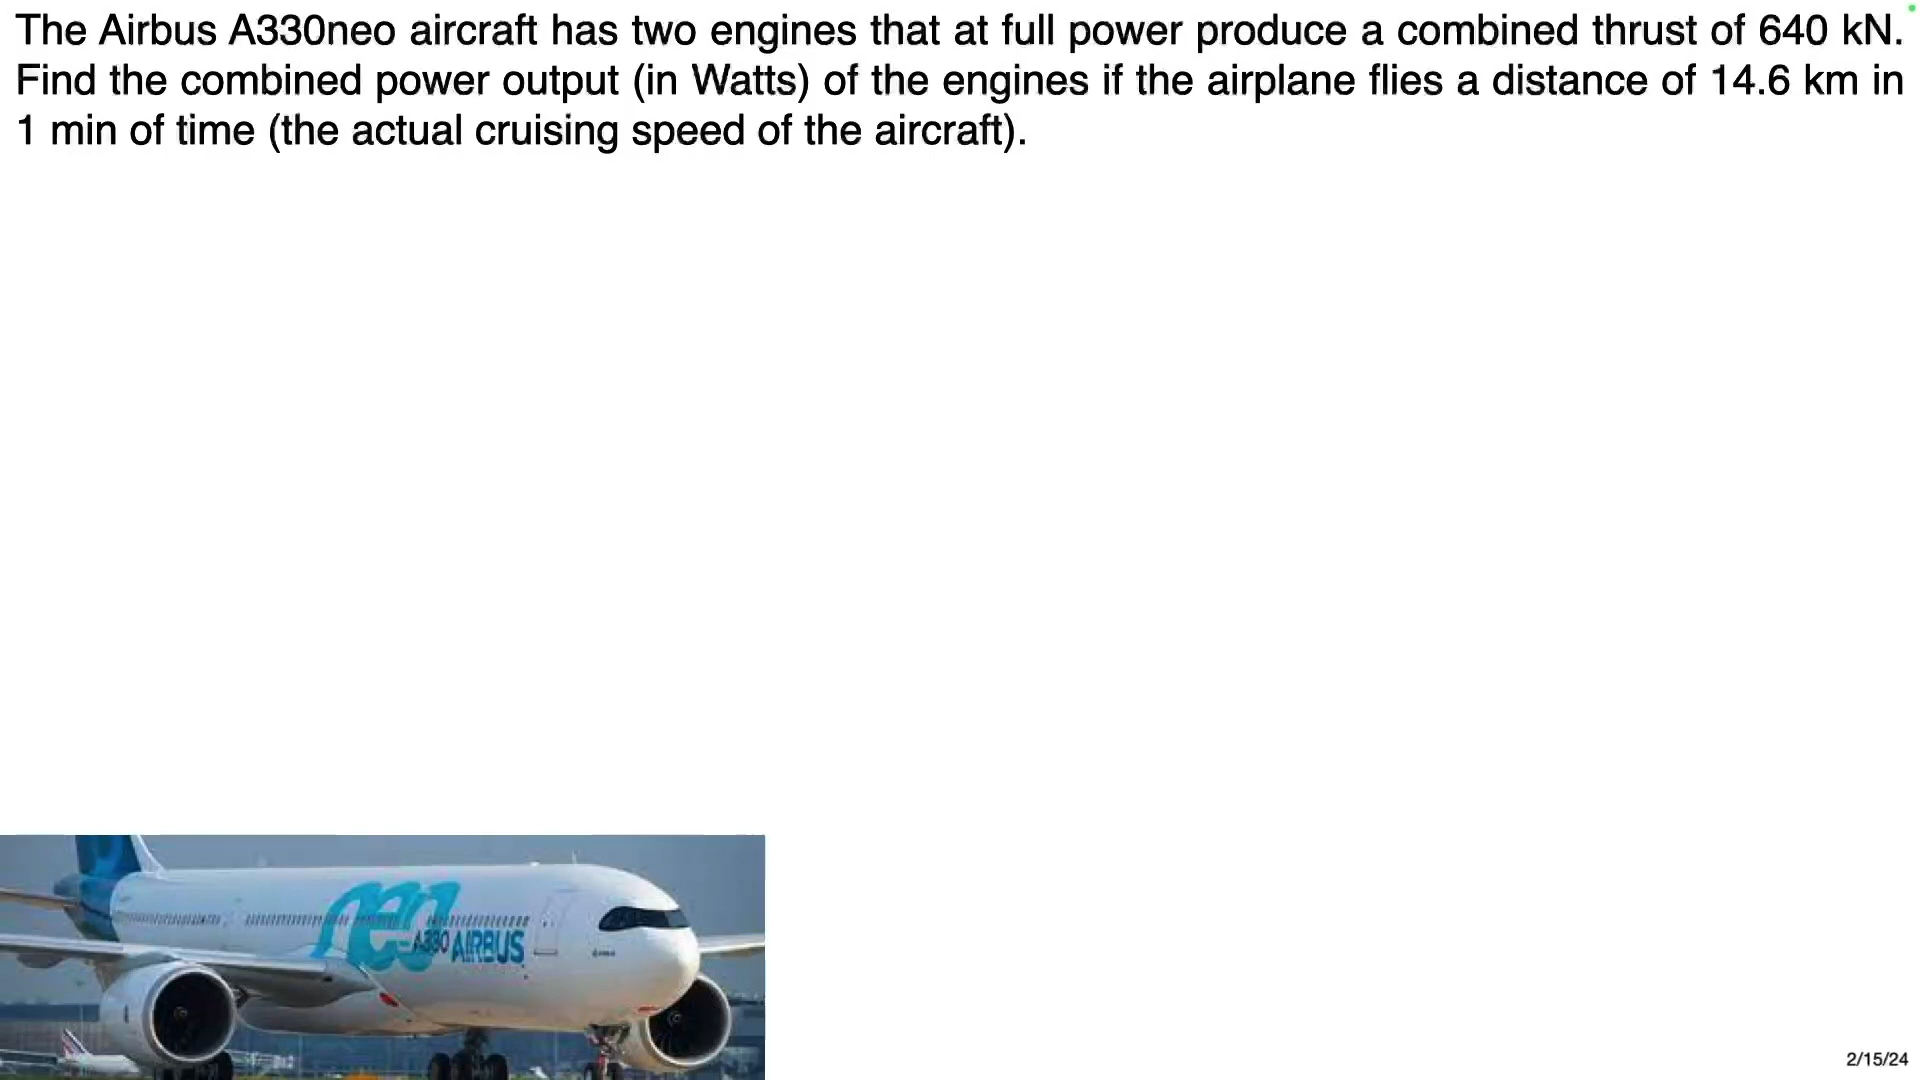 The Airbus A330neo aircraft has two engines that at full power produce a combined thrust of 640 kN.
Find the combined power output (in Watts) of the engines if the airplane flies a distance of 14.6 km in
1 min of time (the actual cruising speed of the aircraft).
neo
A330 AIRBUS
2/15/24